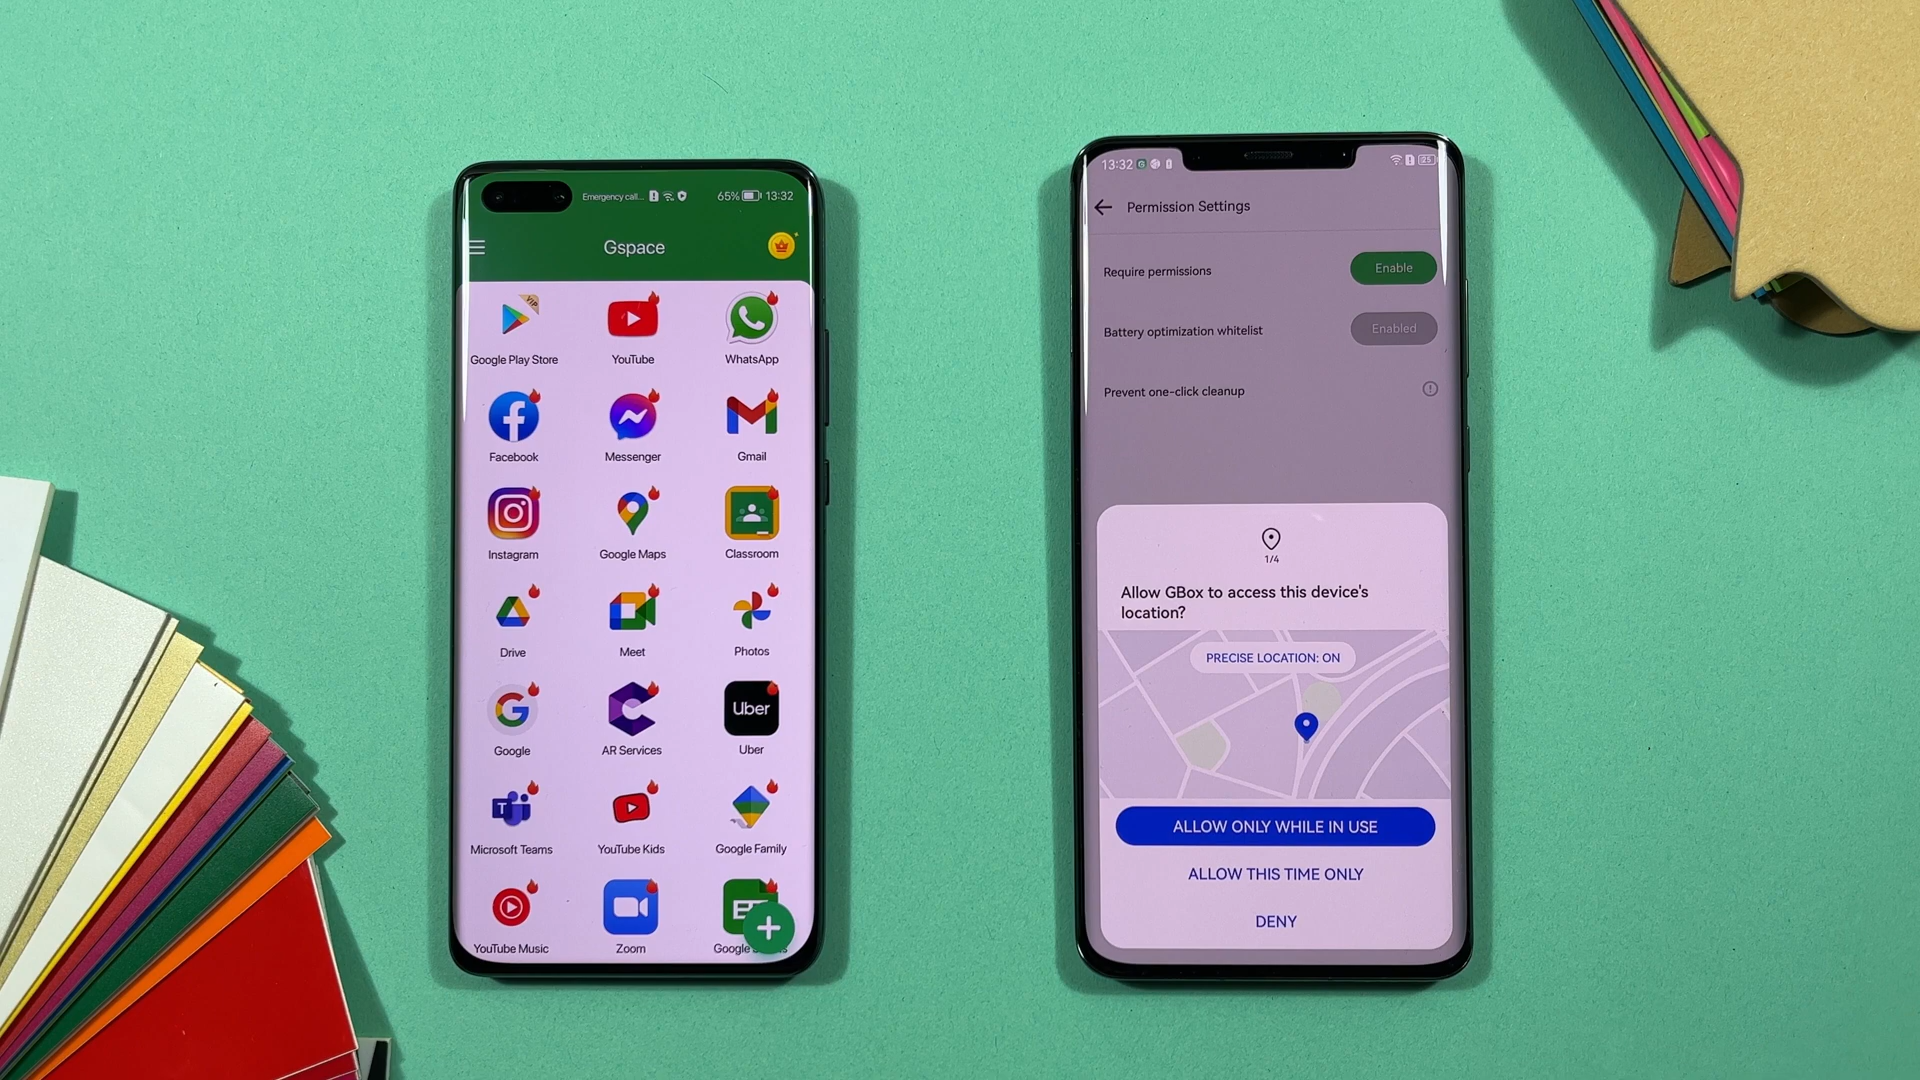 Emergency call...
65%
13:32
Gspace
VIP
Google Play Store
YouTube
WhatsApp
Facebook
Messenger
Gmail
Instagram
Google Maps
Classroom
Drive
Meet
Photos
Google
AR Services
Uber
Uber
T
Microsoft Teams
YouTube Kids
Google Family
YouTube Music
Zoom
Google
13:32
25
Permission Settings
Require permissions
Enable
Battery optimization whitelist
Enabled
Prevent one-click cleanup
1/4
Allow GBox to access this device's
location?
PRECISE LOCATION: ON
ALLOW ONLY WHILE IN USE
ALLOW THIS TIME ONLY
DENY